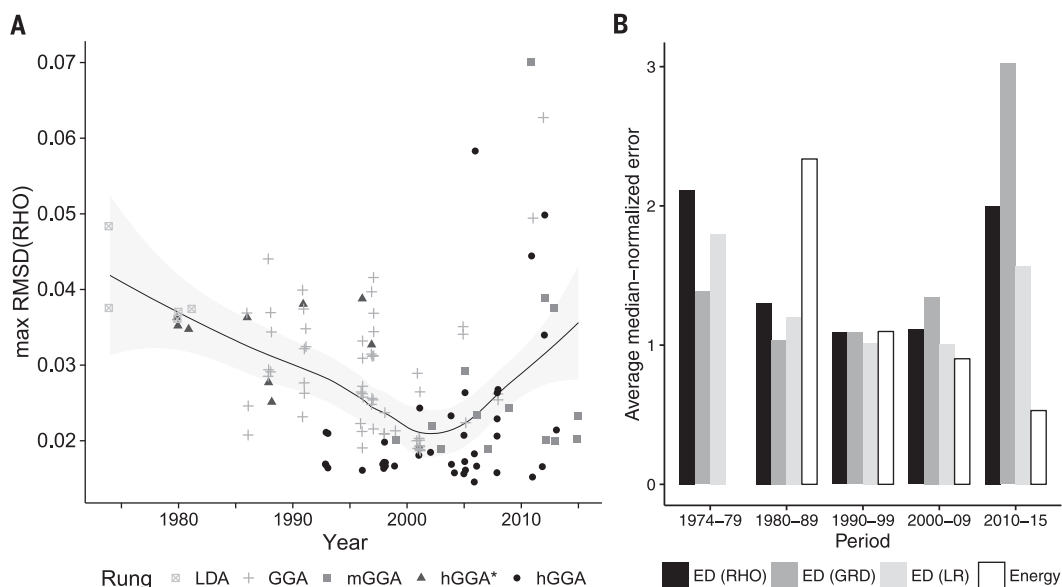 A
max RMSD(RHO)
0.07
0.06
0.05
0.04
0.03
0.02
1980
1990
2000
2010
Year
Rung
LDA
GGA
mGGA
hGGA*
hGGA
B
Average median–normalized error
3
2
1
0
1974–79
1980–89
1990–99
2000–09
2010–15
Period
ED (RHO)
ED (GRD)
ED (LR)
Energy